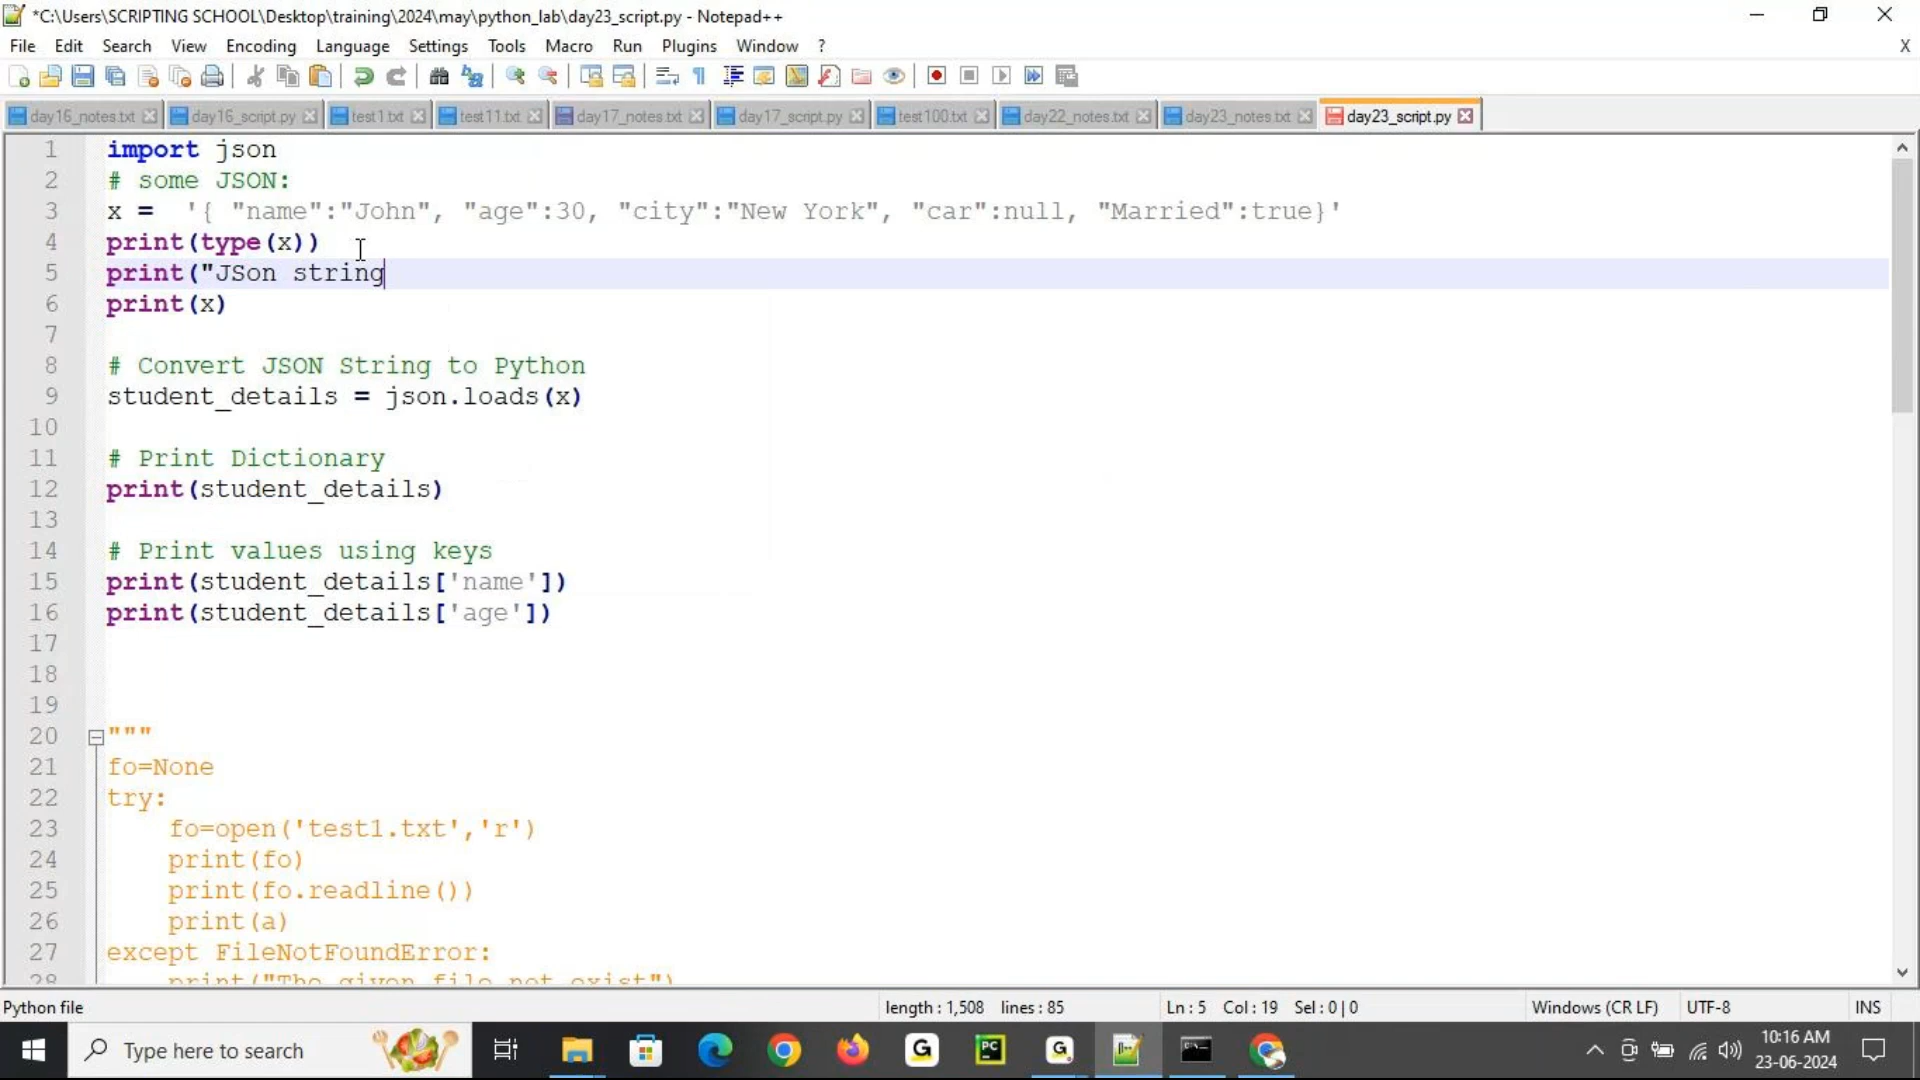 *C:\Users\SCRIPTING SCHOOL\Desktop\training\2024\may\python_lab\day23_script.py - Notepad++
File Edit Search View Encoding Language Settings Tools Macro Run Plugins Window ? X
day16_notes.txt day16_script.py test1.txt test11.txt day17_notes.txt day17_script.py test100.txt day22_notes.txt day23_notes.txt day23_script.py
1 import json
2 # some JSON:
3 x =  '{ "name":"John", "age":30, "city":"New York", "car":null, "Married":true}'
4 print(type(x))
5 print("JSon string
6 print(x)
7
8 # Convert JSON String to Python
9 student_details = json.loads(x)
10
11 # Print Dictionary
12 print(student_details)
13
14 # Print values using keys
15 print(student_details['name'])
16 print(student_details['age'])
17
18
19
20 """
21 fo=None
22 try:
23     fo=open('test1.txt','r')
24     print(fo)
25     print(fo.readline())
26     print(a)
27 except FileNotFoundError:
28     print("The given file not exist")
Python file length : 1,508 lines : 85 Ln : 5 Col : 19 Sel : 0 | 0 Windows (CR LF) UTF-8 INS
Type here to search
10:16 AM
23-06-2024